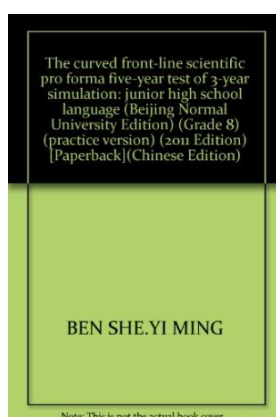 The curved front-line scientific
pro forma five-year test of 3-year
simulation: junior high school
language (Beijing Normal
University Edition) (Grade 8)
(practice version) (2011 Edition)
[Paperback](Chinese Edition)
BEN SHE.YI MING
Note: This is not the actual book cover